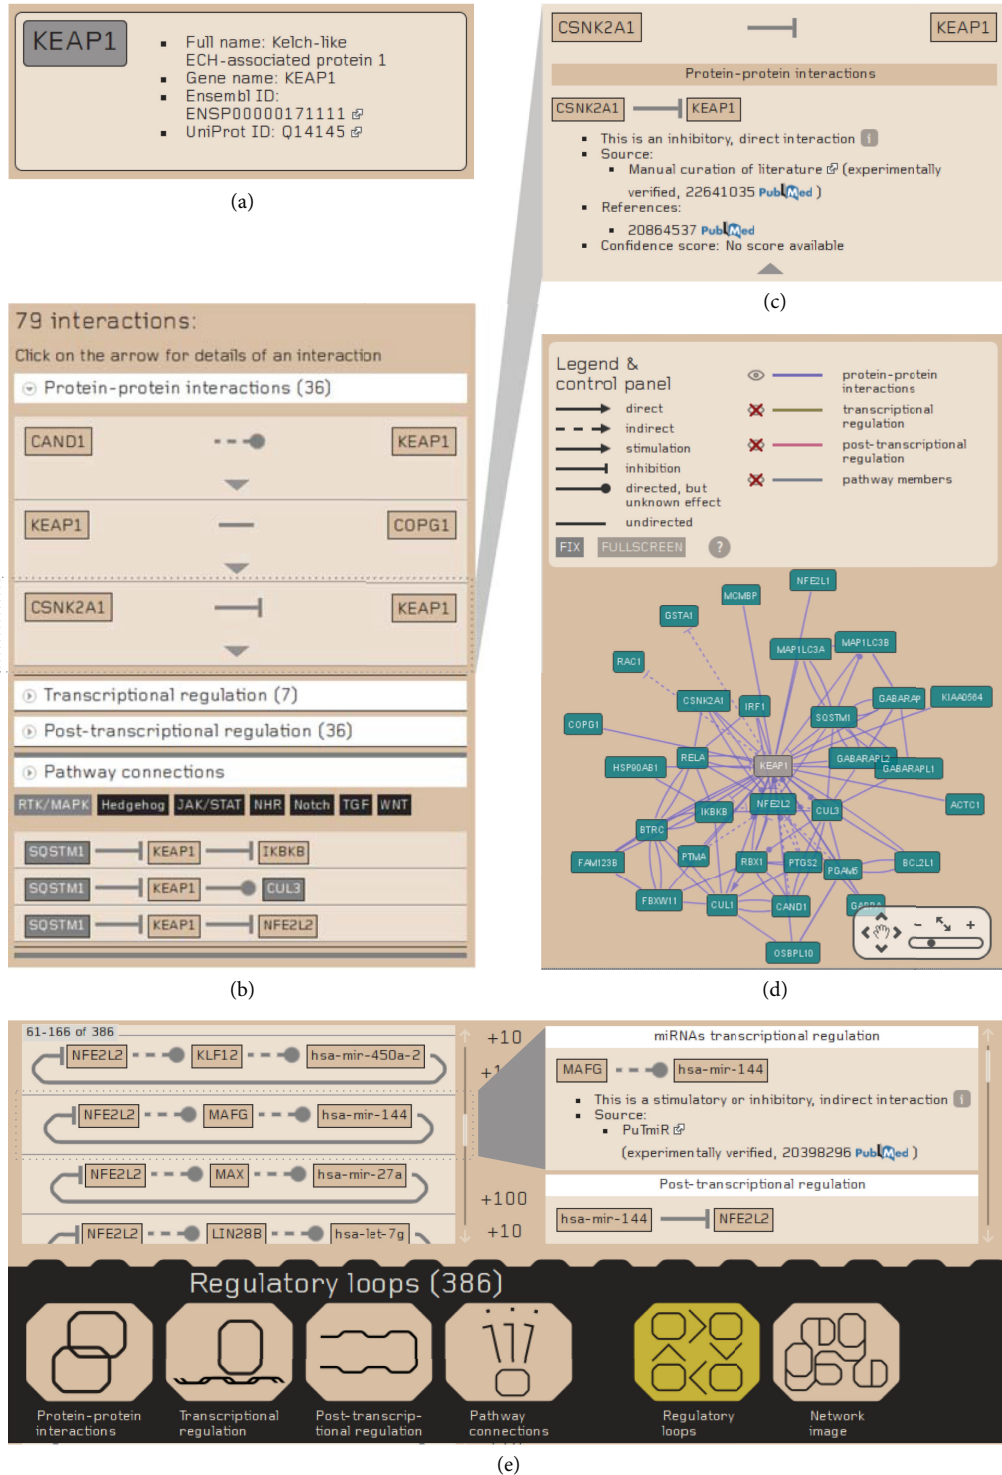 KEAP1
Full name: Kelch-like
ECH-associated protein 1
Gene name: KEAP1
Ensembl ID:
ENSP00000171111
UniProt ID: Q14145
(a)
CSNK2A1 KEAP1
Protein-protein interactions
CSNK2A1 KEAP1
This is an inhibitory, direct interaction i
Source:
Manual curation of literature (experimentally
verified, 22641035 PubMed )
References:
20864537 PubMed
Confidence score: No score available
(c)
79 interactions:
Click on the arrow for details of an interaction
Protein-protein interactions (36)
CAND1 KEAP1
KEAP1 COPG1
CSNK2A1 KEAP1
Transcriptional regulation (7)
Post-transcriptional regulation (36)
Pathway connections
RTK/MAPK Hedgehog JAK/STAT NHR Notch TGF WNT
SQSTM1 KEAP1 IKBKB
SQSTM1 KEAP1 CUL3
SQSTM1 KEAP1 NFE2L2
(b)
Legend &
control panel
direct
indirect
stimulation
inhibition
directed, but
unknown effect
undirected
protein-protein
interactions
transcriptional
regulation
post-transcriptional
regulation
pathway members
FIX FULLSCREEN ?
NFE2L1
MCMBP
GSTA1
MAP1LC3A MAP1LC3B
RAC1
CSNK2A1 IRF1 GABARAP KIAA0564
COPG1 SQSTM1
RELA KEAP1 GABARAPL2
HSP90AB1 GABARAPL1
IKBKB NFE2L2 CUL3 ACTC1
BTRC
FAM123B PTMA RBX1 PTGS2 PGAM5 BCL2L1
FBXW11 CUL1 CAND1
OSBPL10
- +
(d)
61-166 of 386
NFE2L2 KLF12 hsa-mir-450a-2
NFE2L2 MAFG hsa-mir-144
NFE2L2 MAX hsa-mir-27a
NFE2L2 LIN28B hsa-let-7g
+10
+100
+10
miRNAs transcriptional regulation
MAFG hsa-mir-144
This is a stimulatory or inhibitory, indirect interaction i
Source:
PuTmiR
(experimentally verified, 20398296 PubMed )
Post-transcriptional regulation
hsa-mir-144 NFE2L2
Regulatory loops (386)
Protein-protein
interactions
Transcriptional
regulation
Post-transcrip-
tional regulation
Pathway
connections
Regulatory
loops
Network
image
(e)